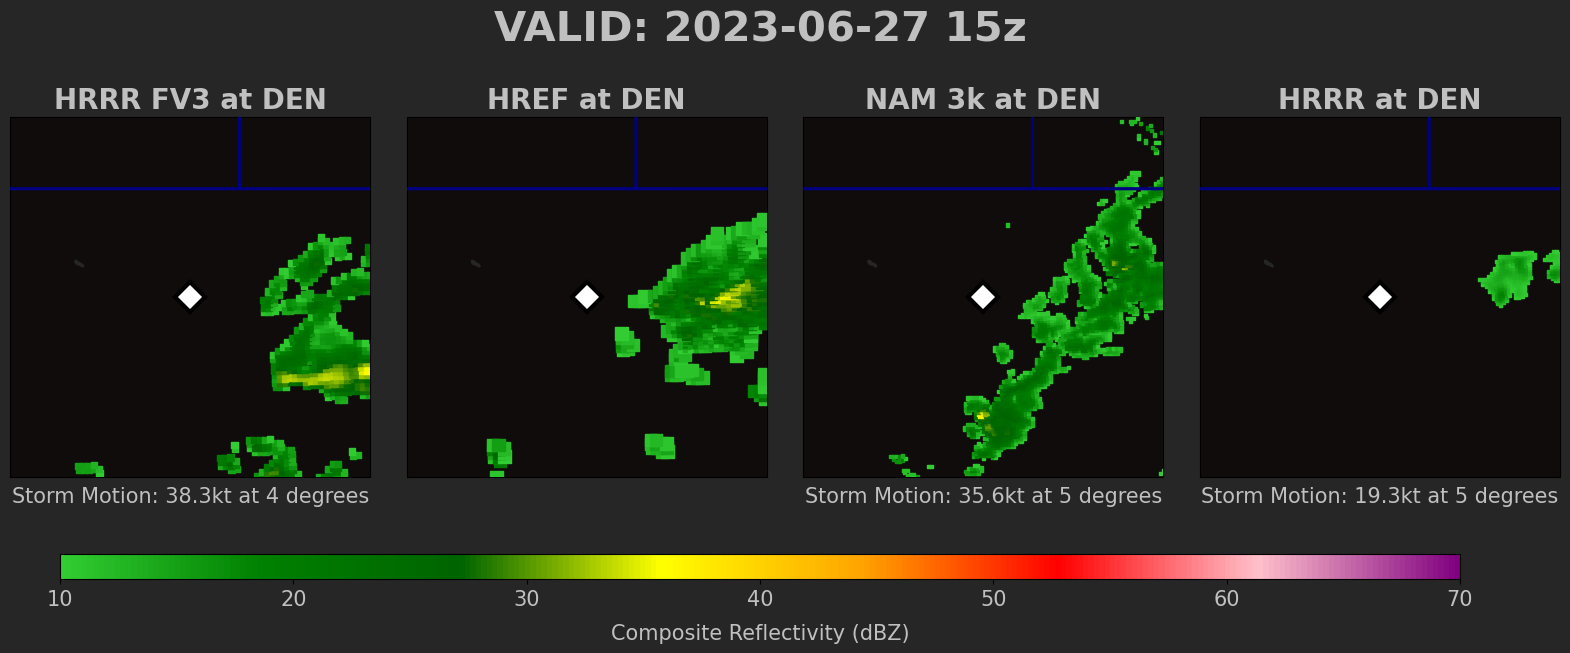 VALID: 2023-06-27 15z
HRRR FV3 at DEN
HREF at DEN
NAM 3k at DEN
HRRR at DEN
Storm Motion: 38.3kt at 4 degrees
Storm Motion: 35.6kt at 5 degrees
Storm Motion: 19.3kt at 5 degrees
10 20 30 40 50 60 70
Composite Reflectivity (dBZ)